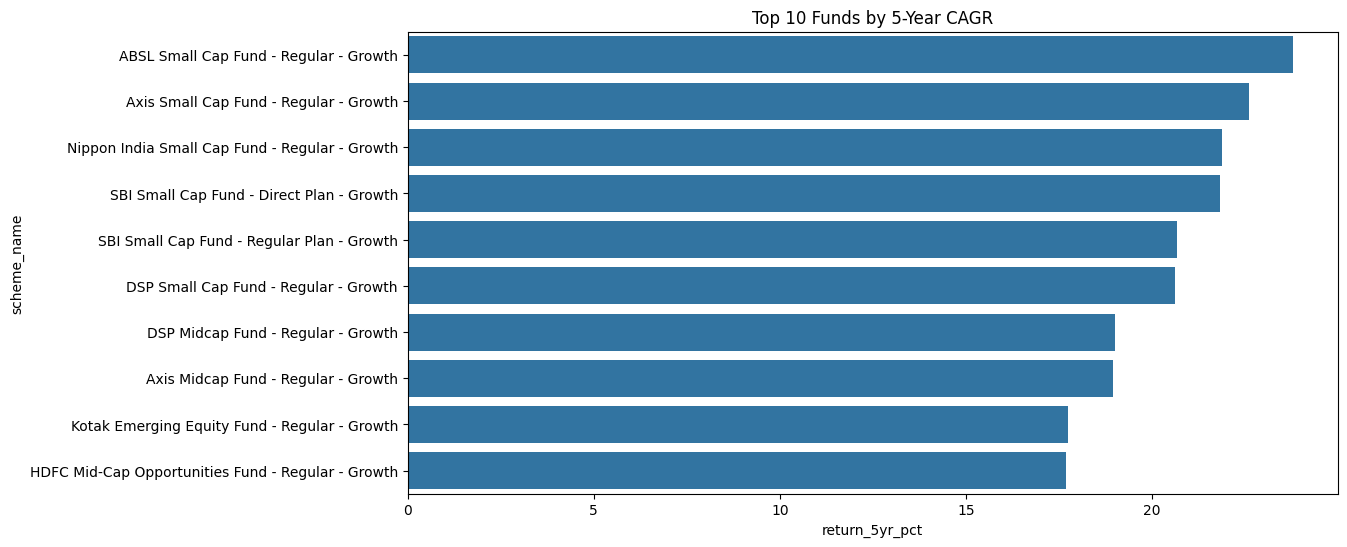 Top 10 Funds by 5-Year CAGR
scheme_name
ABSL Small Cap Fund - Regular - Growth
Axis Small Cap Fund - Regular - Growth
Nippon India Small Cap Fund - Regular - Growth
SBI Small Cap Fund - Direct Plan - Growth
SBI Small Cap Fund - Regular Plan - Growth
DSP Small Cap Fund - Regular - Growth
DSP Midcap Fund - Regular - Growth
Axis Midcap Fund - Regular - Growth
Kotak Emerging Equity Fund - Regular - Growth
HDFC Mid-Cap Opportunities Fund - Regular - Growth
0 5 10 15 20
return_5yr_pct